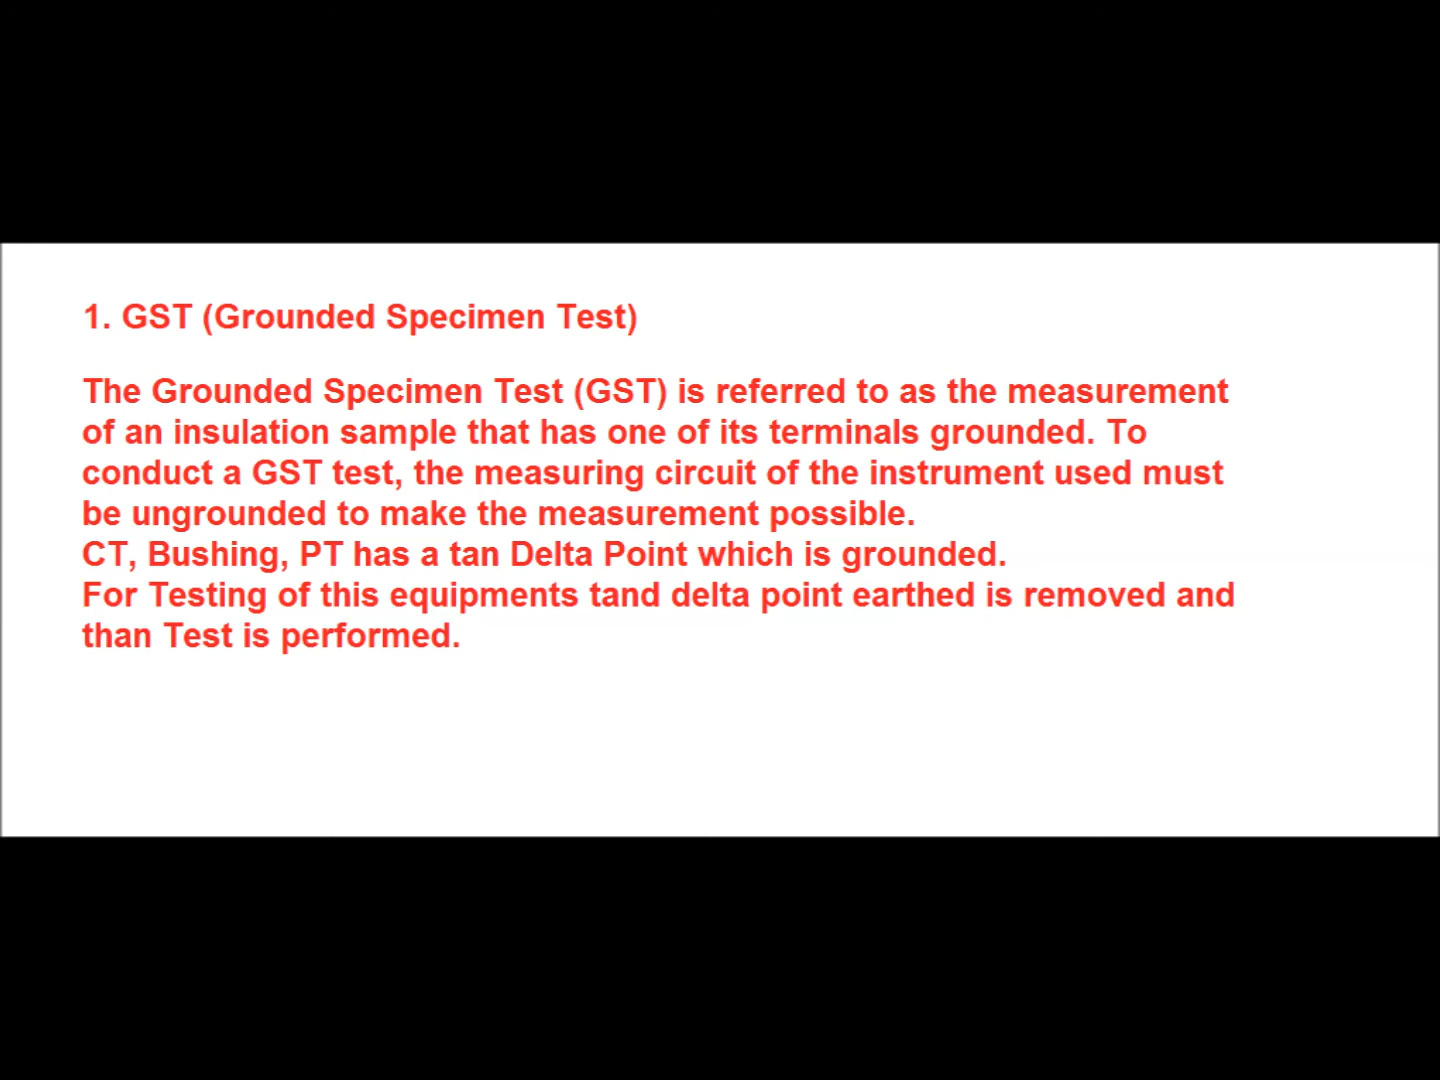 1. GST (Grounded Specimen Test)
The Grounded Specimen Test (GST) is referred to as the measurement
of an insulation sample that has one of its terminals grounded. To
conduct a GST test, the measuring circuit of the instrument used must
be ungrounded to make the measurement possible.
CT, Bushing, PT has a tan Delta Point which is grounded.
For Testing of this equipments tand delta point earthed is removed and
than Test is performed.